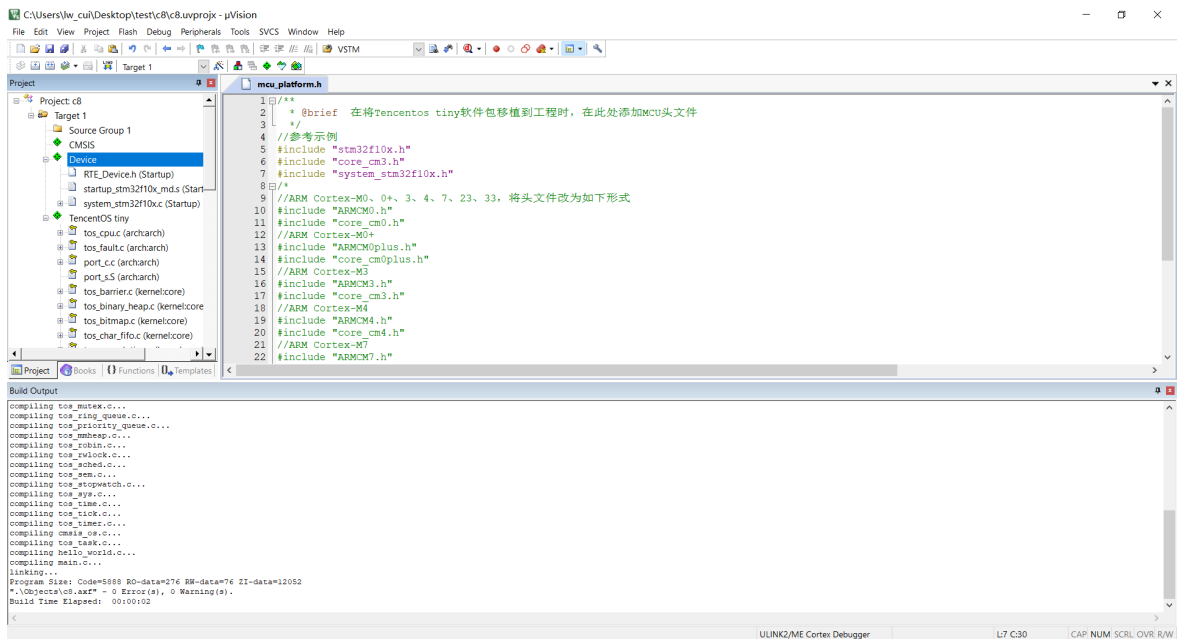 C:\Users\lw_cui\Desktop\test\c8\c8.uvprojx - µVision
File Edit View Project Flash Debug Peripherals Tools SVCS Window Help
VSTM
Target 1
Project
Project: c8
Target 1
Source Group 1
CMSIS
Device
RTE_Device.h (Startup)
startup_stm32f10x_md.s (Start
system_stm32f10x.c (Startup)
TencentOS tiny
tos_cpu.c (arch:arch)
tos_fault.c (arch:arch)
port_c.c (arch:arch)
port_s.S (arch:arch)
tos_barrier.c (kernel:core)
tos_binary_heap.c (kernel:core
tos_bitmap.c (kernel:core)
tos_char_fifo.c (kernel:core)
Project Books {} Functions Templates
mcu_platform.h
1 /**
2 * @brief 在将Tencentos tiny软件包移植到工程时，在此处添加MCU头文件
3 */
4 //参考示例
5 #include "stm32f10x.h"
6 #include "core_cm3.h"
7 #include "system_stm32f10x.h"
8 /*
9 //ARM Cortex-M0、0+、3、4、7、23、33，将头文件改为如下形式
10 #include "ARMCM0.h"
11 #include "core_cm0.h"
12 //ARM Cortex-M0+
13 #include "ARMCM0plus.h"
14 #include "core_cm0plus.h"
15 //ARM Cortex-M3
16 #include "ARMCM3.h"
17 #include "core_cm3.h"
18 //ARM Cortex-M4
19 #include "ARMCM4.h"
20 #include "core_cm4.h"
21 //ARM Cortex-M7
22 #include "ARMCM7.h"
Build Output
compiling tos_mutex.c...
compiling tos_ring_queue.c...
compiling tos_priority_queue.c...
compiling tos_mmheap.c...
compiling tos_robin.c...
compiling tos_rwlock.c...
compiling tos_sched.c...
compiling tos_sem.c...
compiling tos_stopwatch.c...
compiling tos_sys.c...
compiling tos_time.c...
compiling tos_tick.c...
compiling tos_timer.c...
compiling cmsis_os.c...
compiling tos_task.c...
compiling hello_world.c...
compiling main.c...
linking...
Program Size: Code=5888 RO-data=276 RW-data=76 ZI-data=12052
".\Objects\c8.axf" - 0 Error(s), 0 Warning(s).
Build Time Elapsed: 00:00:02
ULINK2/ME Cortex Debugger L:7 C:30 CAP NUM SCRL OVR R/W